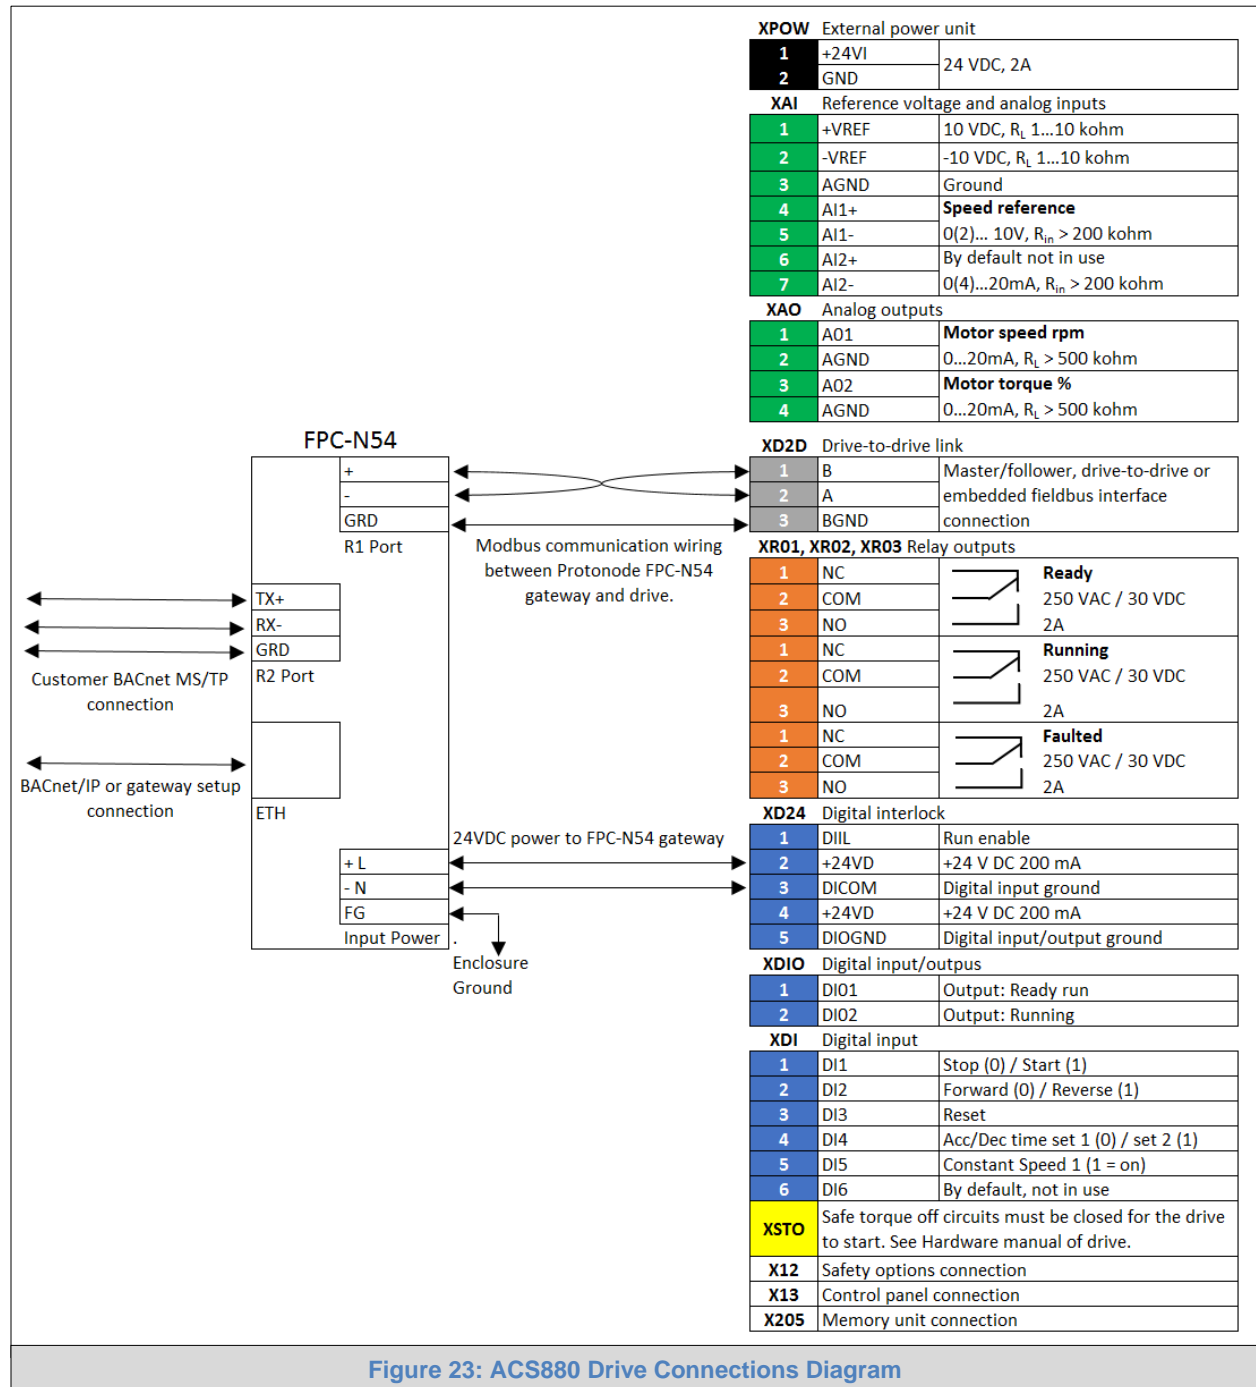 XPOW External power unit
1 +24VI 24 VDC, 2A
2 GND
XAI Reference voltage and analog inputs
1 +VREF 10 VDC, RL 1...10 kohm
2 -VREF -10 VDC, RL 1...10 kohm
3 AGND Ground
4 AI1+ Speed reference
5 AI1- 0(2)... 10V, Rin > 200 kohm
6 AI2+ By default not in use
7 AI2- 0(4)...20mA, Rin > 200 kohm
XAO Analog outputs
1 A01 Motor speed rpm
2 AGND 0...20mA, RL > 500 kohm
3 A02 Motor torque %
4 AGND 0...20mA, RL > 500 kohm
FPC-N54
+
-
GRD
R1 Port
Modbus communication wiring
between Protonode FPC-N54
gateway and drive.
TX+
RX-
GRD
R2 Port
Customer BACnet MS/TP
connection
BACnet/IP or gateway setup
connection
ETH
24VDC power to FPC-N54 gateway
+ L
- N
FG
Input Power .
Enclosure
Ground
XD2D Drive-to-drive link
1 B Master/follower, drive-to-drive or
2 A embedded fieldbus interface
3 BGND connection
XR01, XR02, XR03 Relay outputs
1 NC Ready
2 COM 250 VAC / 30 VDC
3 NO 2A
1 NC Running
2 COM 250 VAC / 30 VDC
3 NO 2A
1 NC Faulted
2 COM 250 VAC / 30 VDC
3 NO 2A
XD24 Digital interlock
1 DIIL Run enable
2 +24VD +24 V DC 200 mA
3 DICOM Digital input ground
4 +24VD +24 V DC 200 mA
5 DIOGND Digital input/output ground
XDIO Digital input/outpus
1 DI01 Output: Ready run
2 DI02 Output: Running
XDI Digital input
1 DI1 Stop (0) / Start (1)
2 DI2 Forward (0) / Reverse (1)
3 DI3 Reset
4 DI4 Acc/Dec time set 1 (0) / set 2 (1)
5 DI5 Constant Speed 1 (1 = on)
6 DI6 By default, not in use
XSTO Safe torque off circuits must be closed for the drive
to start. See Hardware manual of drive.
X12 Safety options connection
X13 Control panel connection
X205 Memory unit connection
Figure 23: ACS880 Drive Connections Diagram